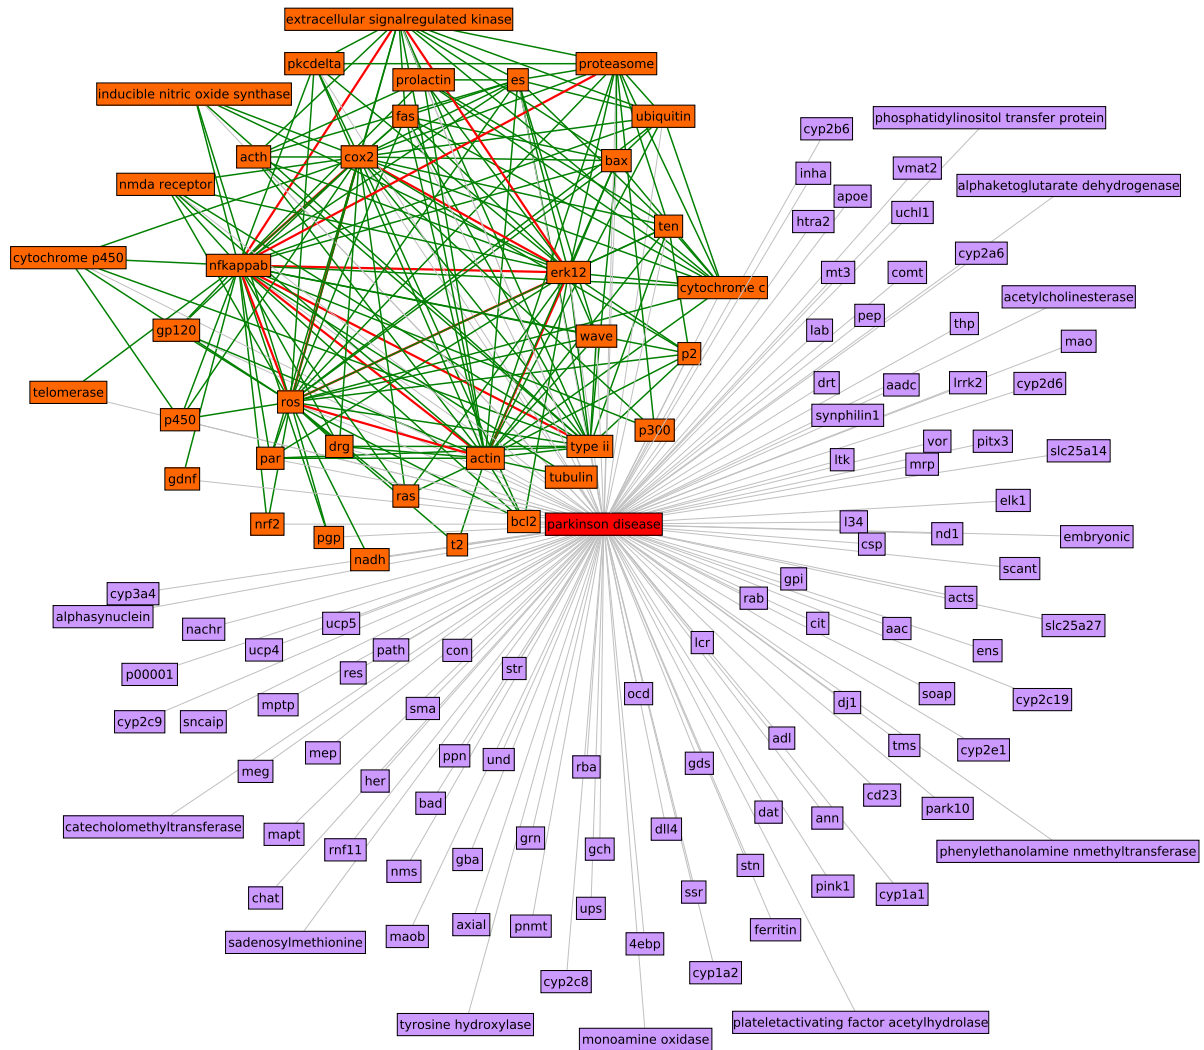 extracellular signalregulated kinase
pkcdelta
proteasome
prolactin
es
inducible nitric oxide synthase
fas
ubiquitin
phosphatidylinositol transfer protein
cyp2b6
acth
cox2
bax
vmat2
inha
nmda receptor
alphaketoglutarate dehydrogenase
apoe
uchl1
htra2
ten
cyp2a6
cytochrome p450
nfkappab
erk12
mt3
comt
cytochrome c
acetylcholinesterase
pep
thp
gp120
lab
wave
mao
p2
drt
aadc
lrrk2
cyp2d6
telomerase
ros
synphilin1
p450
p300
vor
pitx3
drg
type ii
slc25a14
par
actin
ltk
mrp
gdnf
tubulin
ras
elk1
nrf2
bcl2
parkinson disease
l34
nd1
embryonic
pgp
t2
csp
nadh
scant
gpi
cyp3a4
rab
acts
alphasynuclein
ucp5
cit
slc25a27
nachr
aac
lcr
ucp4
path
con
ens
p00001
res
str
ocd
soap
cyp2c19
mptp
sma
dj1
cyp2c9
sncaip
adl
tms
cyp2e1
mep
ppn
und
gds
meg
her
rba
cd23
bad
park10
dat
ann
catecholomethyltransferase
mapt
dll4
grn
rnf11
gch
phenylethanolamine nmethyltransferase
gba
nms
stn
pink1
ssr
cyp1a1
chat
ups
axial
pnmt
ferritin
maob
sadenosylmethionine
4ebp
cyp1a2
cyp2c8
plateletactivating factor acetylhydrolase
tyrosine hydroxylase
monoamine oxidase